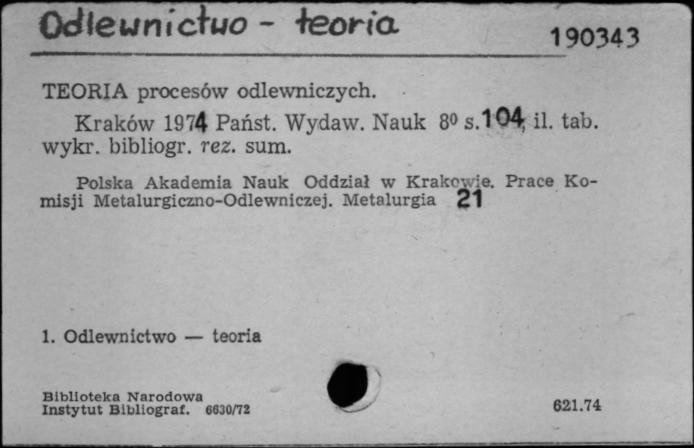 Odlewnictwo - teoria
190343
TEORIA procesów odlewniczych.
Kraków 1974 Państ. Wydaw. Nauk 8⁰ s.104, il. tab.
wykr. bibliogr. rez. sum.
Polska Akademia Nauk Oddział w Krakowie. Prace Ko-
misji Metalurgiczno-Odlewniczej. Metalurgia 21
1. Odlewnictwo — teoria
Biblioteka Narodowa
Instytut Bibliograf. 6630/72
621.74